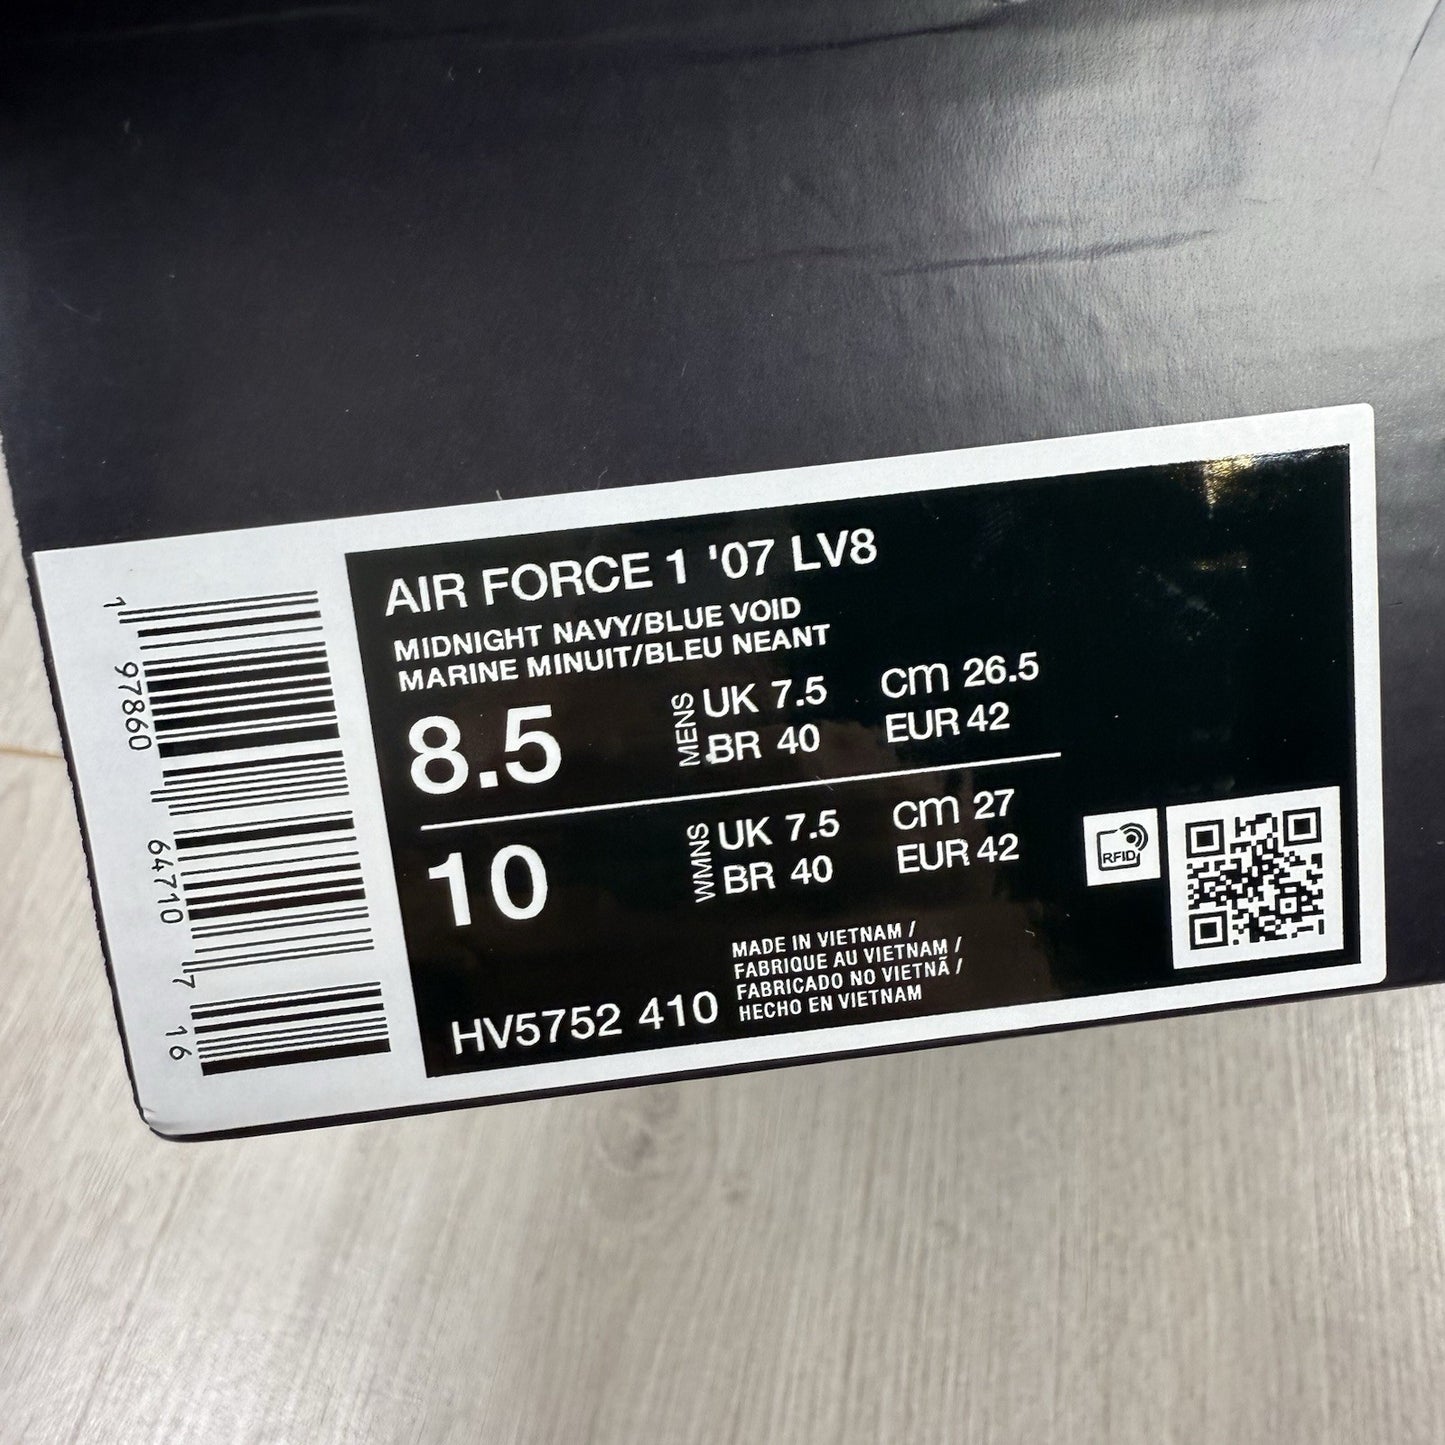 AIR FORCE 1 '07 LV8
MIDNIGHT NAVY/BLUE VOID
MARINE MINUIT/BLEU NEANT
8.5 MENS UK 7.5 cm 26.5
BR 40 EUR 42
10 WMNS UK 7.5 cm 27
BR 40 EUR 42
RFID
MADE IN VIETNAM /
FABRIQUE AU VIETNAM /
FABRICADO NO VIETNÃ /
HECHO EN VIETNAM
HV5752 410
1 97860 64710 7 16